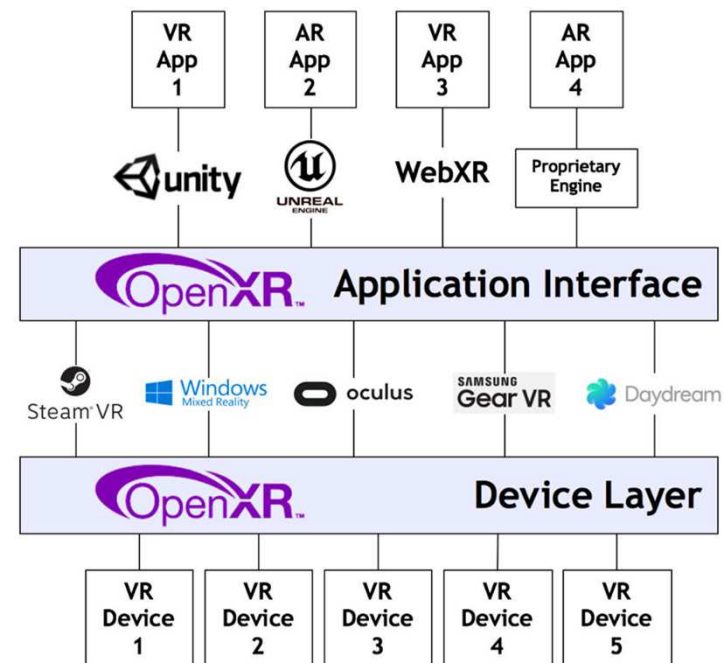 VR
App
1
AR
App
2
VR
App
3
AR
App
4
unity
UNREAL
ENGINE
WebXR
Proprietary
Engine
OpenXR™ Application Interface
Steam®VR
Windows
Mixed Reality
oculus
SAMSUNG
Gear VR
Daydream
OpenXR™ Device Layer
VR
Device
1
VR
Device
2
VR
Device
3
VR
Device
4
VR
Device
5